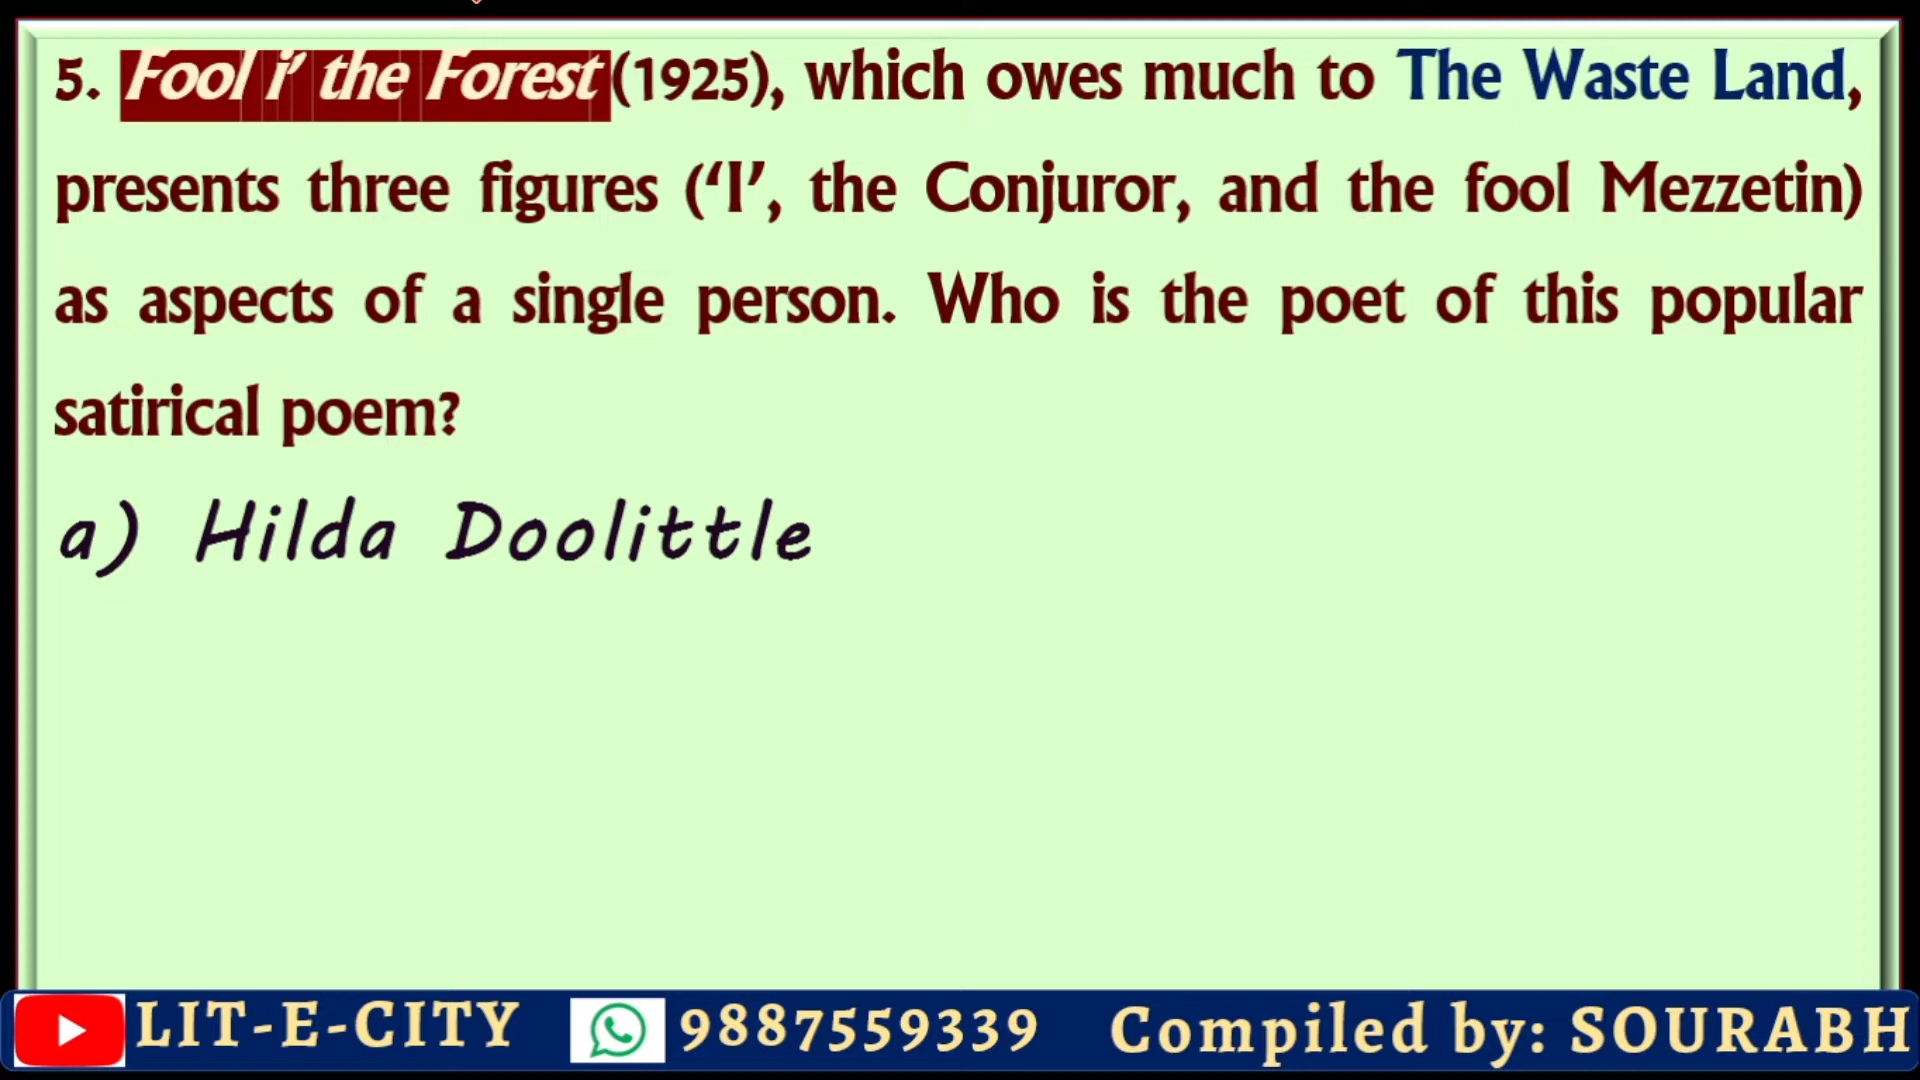 5. Fool i’ the Forest (1925), which owes much to The Waste Land,
presents three figures (‘I’, the Conjuror, and the fool Mezzetin)
as aspects of a single person. Who is the poet of this popular
satirical poem?
a) Hilda Doolittle
LIT-E-CITY 9887559339 Compiled by: SOURABH